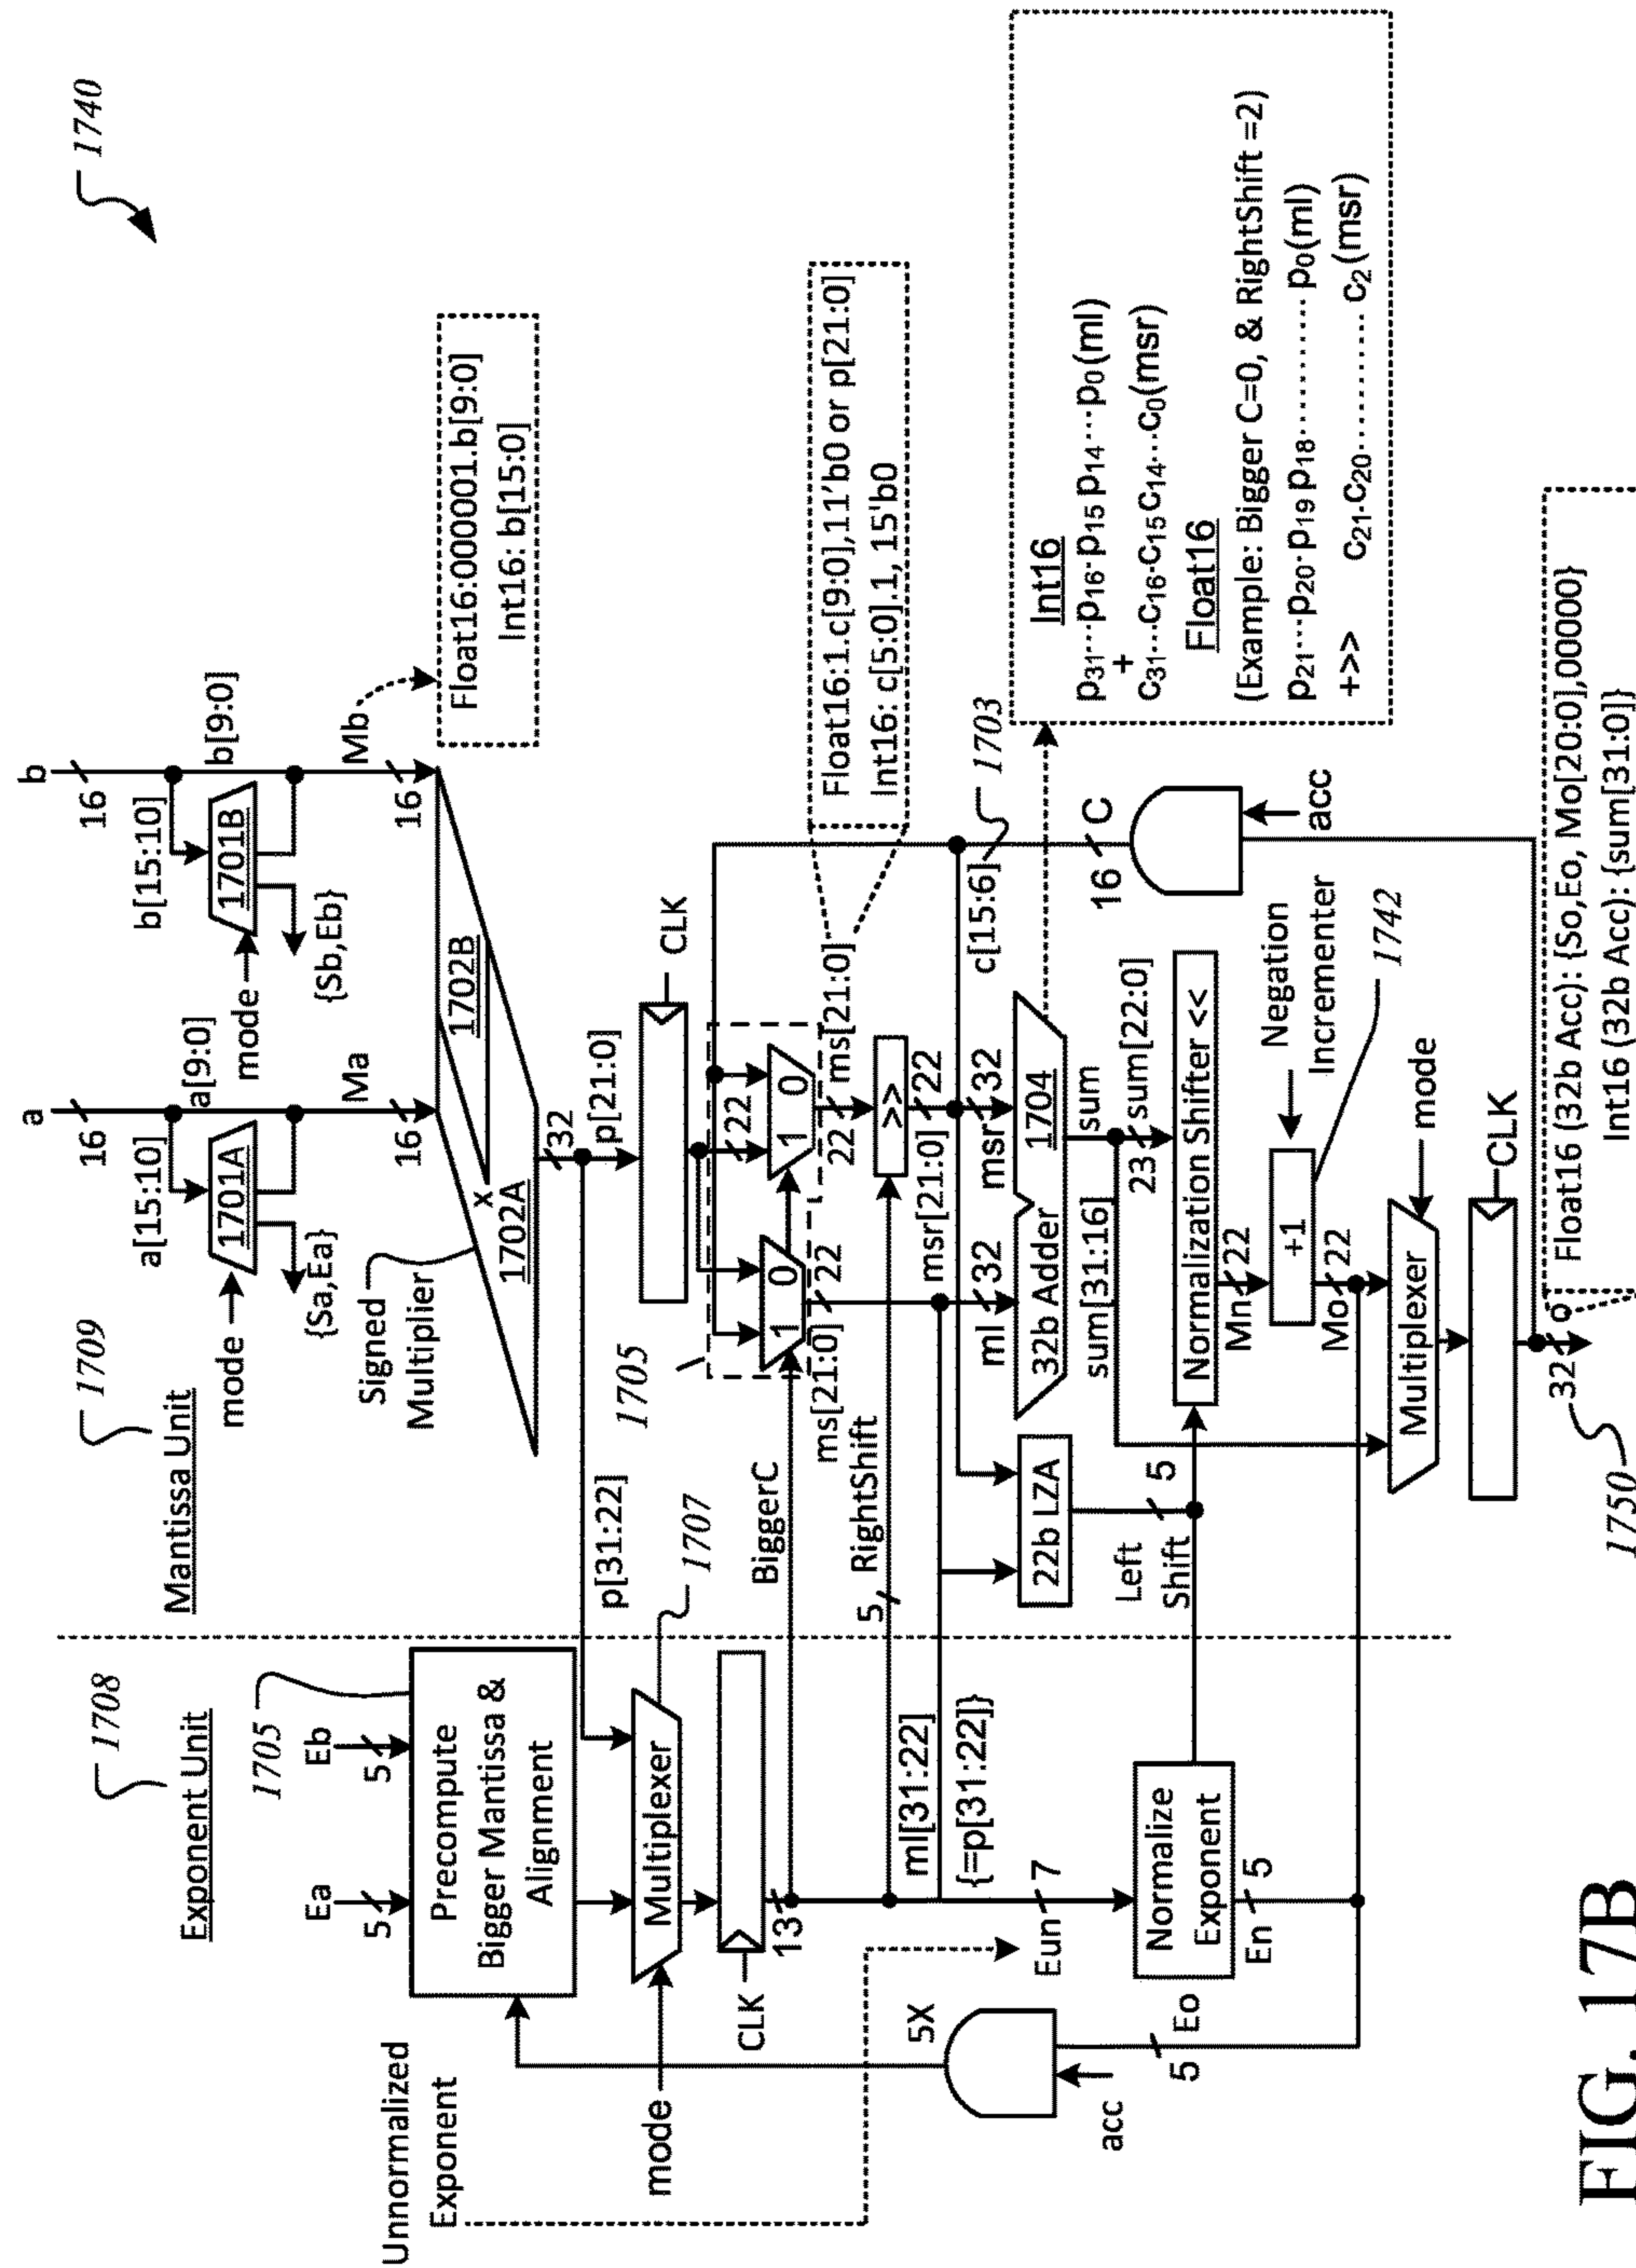 1740
1709
Mantissa Unit
1708
Exponent Unit
a
b
16
16
a[15:10]
a[9:0]
b[15:10]
b[9:0]
mode
1701A
mode
1701B
{Sa,Ea}
{Sb,Eb}
Ma
Mb
16
16
Float16:000001.b[9:0]
Int16: b[15:0]
Signed
Multiplier
x
1702A
1702B
32
p[21:0]
p[31:22]
1705
Ea
Eb
5
5
Precompute
Bigger Mantissa &
Alignment
mode
Multiplexer
1707
CLK
13
CLK
1705
BiggerC
1 0
1 0
22
22
22
ms[21:0]
ms[21:0]
Float16:1.c[9:0],11'b0 or p[21:0]
Int16: c[5:0].1, 15'b0
5
RightShift
>>
22
msr[21:0]
c[15:6]
1703
16
C
acc
ml[31:22]
{=p[31:22]}
ml
32
msr
32
32b Adder
1704
22b LZA
sum[31:16]
sum
23
sum[22:0]
Int16
p31···p16·p15p14···p0(ml)
+
c31···c16·c15c14···c0(msr)
Float16
(Example: Bigger C=0, & RightShift =2)
p21···p20·p19p18··········p0(ml)
+>> c21·c20········c2(msr)
Left
Shift
5
Normalization Shifter <<
Mn
22
+1
Negation
Incrementer
1742
Mo
22
Unnormalized
Exponent
Eun
7
Normalize
Exponent
En
5
5X
acc
5
Eo
Multiplexer
mode
CLK
32
o
1750
Float16 (32b Acc): {So,Eo, Mo[20:0],00000}
Int16 (32b Acc): {sum[31:0]}
FIG. 17B